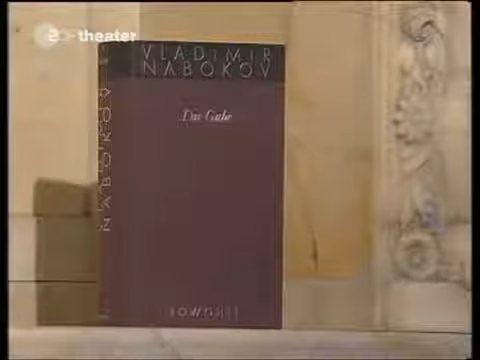 theater
VLADIMIR
NABOKOV
Die Gabe
NABOKOV
ROWOHLT